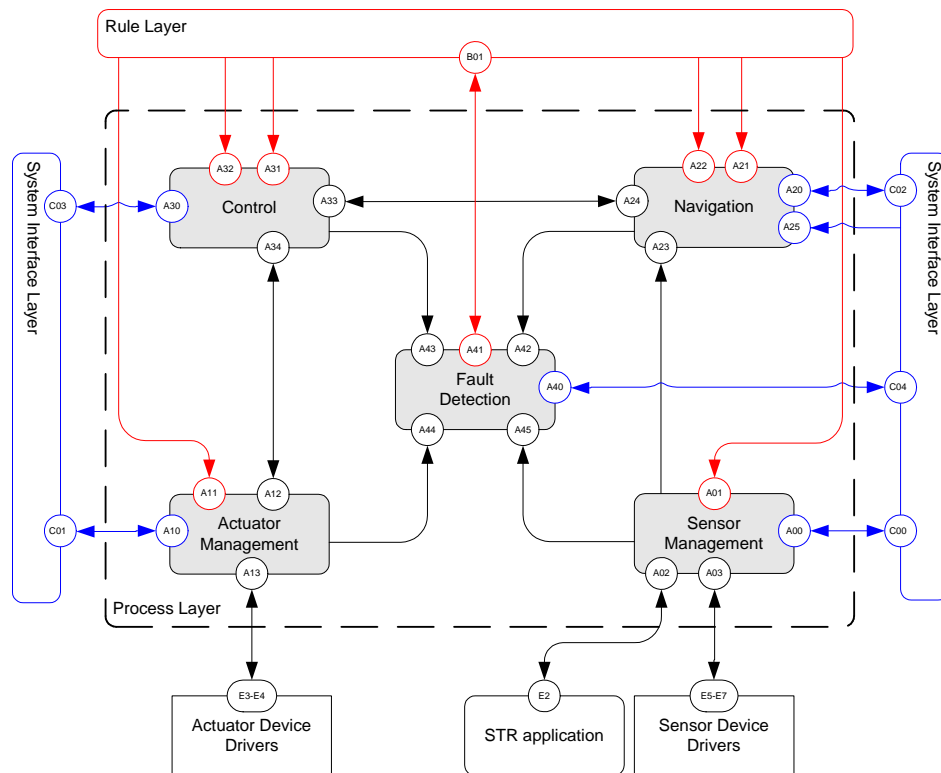 Rule Layer
B01
A32
A31
A22
A21
System Interface Layer
C03
A30
Control
A33
A34
A24
Navigation
A20
A25
A23
C02
System Interface Layer
A43
A41
A42
Fault
Detection
A40
A44
A45
C04
A11
A12
C01
A10
Actuator
Management
A13
A01
Sensor
Management
A00
C00
A02
A03
Process Layer
E3-E4
Actuator Device
Drivers
E2
STR application
E5-E7
Sensor Device
Drivers